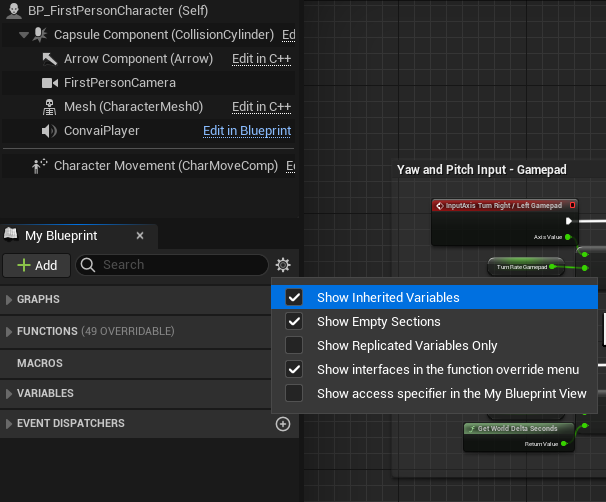 BP_FirstPersonCharacter (Self)
Capsule Component (CollisionCylinder) Ed
Arrow Component (Arrow) Edit in C++
FirstPersonCamera
Mesh (CharacterMesh0) Edit in C++
ConvaiPlayer Edit in Blueprint
Character Movement (CharMoveComp) E
My Blueprint
+ Add Search
GRAPHS
FUNCTIONS (49 OVERRIDABLE)
MACROS
VARIABLES
EVENT DISPATCHERS
Show Inherited Variables
Show Empty Sections
Show Replicated Variables Only
Show interfaces in the function override menu
Show access specifier in the My Blueprint View
Yaw and Pitch Input - Gamepad
InputAxis Turn Right / Left Gamepad
Axis Value
Turn Rate Gamepad
Get World Delta Seconds
Return Value